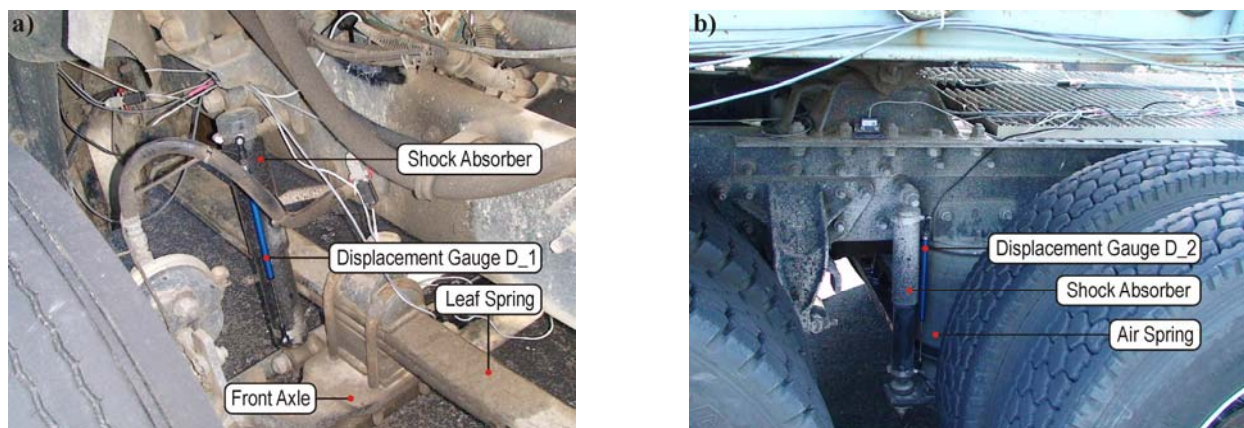 a)
Shock Absorber
Displacement Gauge D_1
Leaf Spring
Front Axle
b)
Displacement Gauge D_2
Shock Absorber
Air Spring